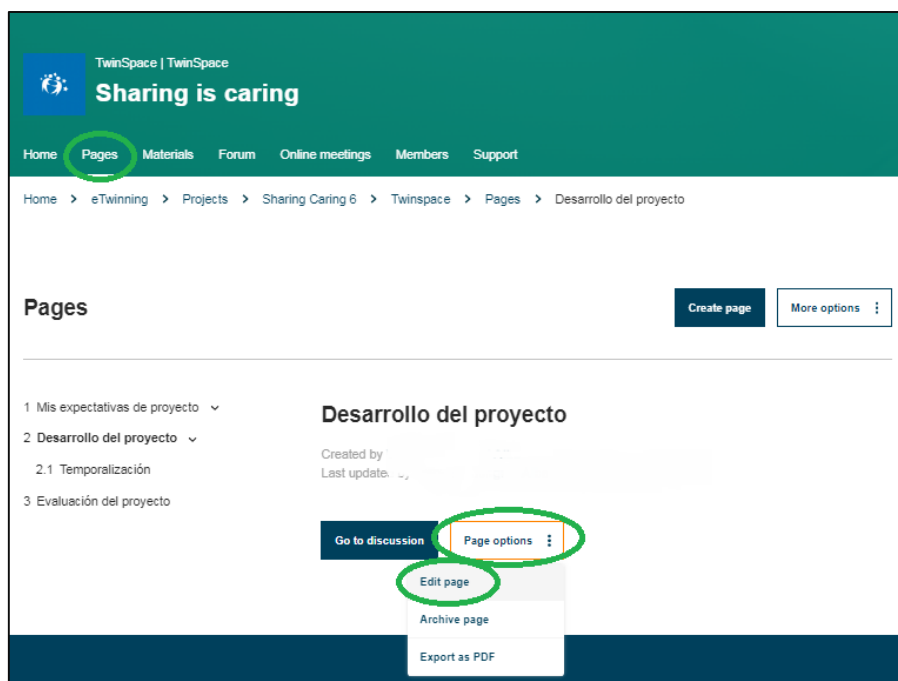 TwinSpace | TwinSpace
Sharing is caring
Home Pages Materials Forum Online meetings Members Support
Home > eTwinning > Projects > Sharing Caring 6 > Twinspace > Pages > Desarrollo del proyecto
Pages
Create page
More options
1 Mis expectativas de proyecto
2 Desarrollo del proyecto
2.1 Temporalización
3 Evaluación del proyecto
Desarrollo del proyecto
Created by
Last update
Go to discussion
Page options
Edit page
Archive page
Export as PDF